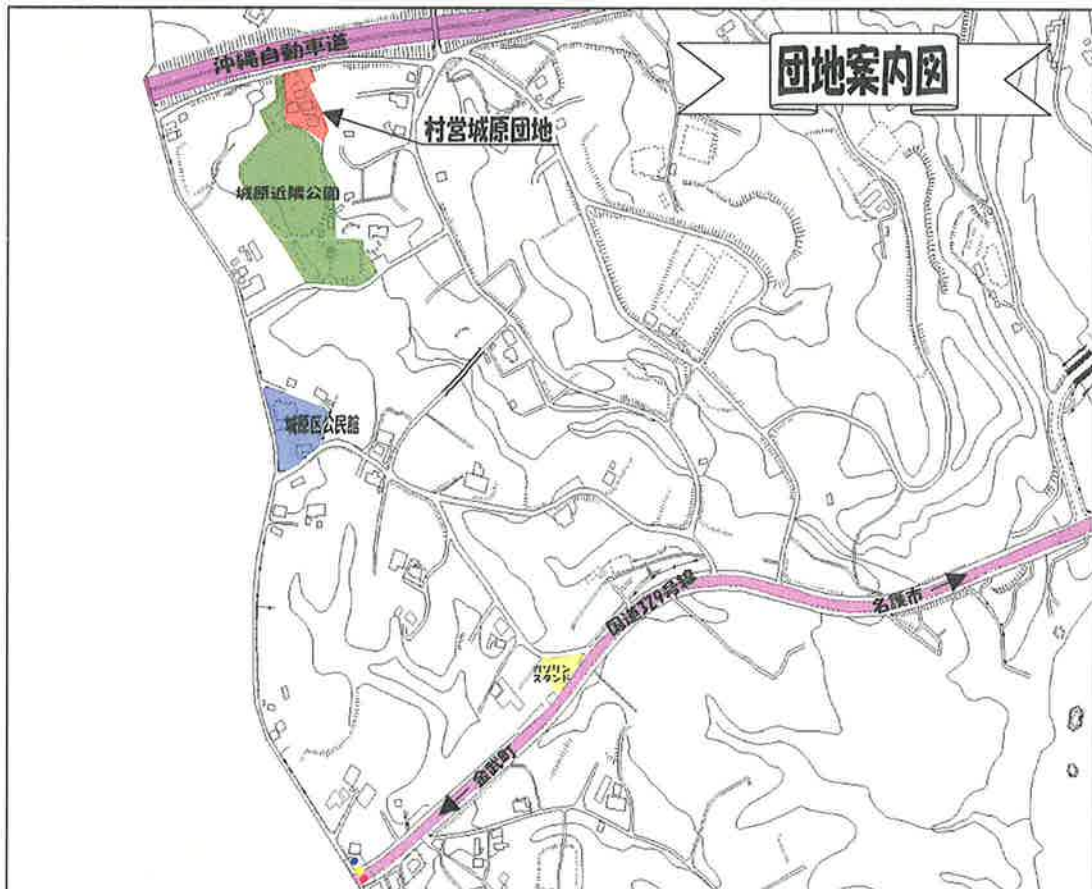 団地案内図
沖縄自動車道
村営城原団地
城原近隣公園
城原区公民館
国道329号線
名護市
ガソリン
スタンド
金武町